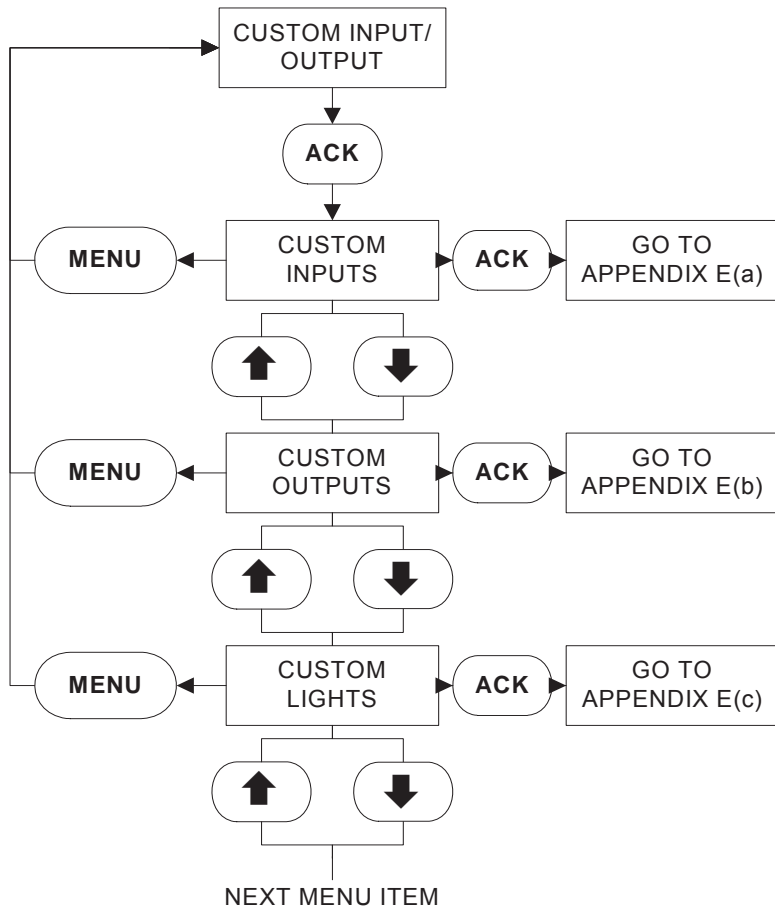 CUSTOM INPUT/
OUTPUT
ACK
MENU
CUSTOM
INPUTS
ACK
GO TO
APPENDIX E(a)
MENU
CUSTOM
OUTPUTS
ACK
GO TO
APPENDIX E(b)
MENU
CUSTOM
LIGHTS
ACK
GO TO
APPENDIX E(c)
NEXT MENU ITEM